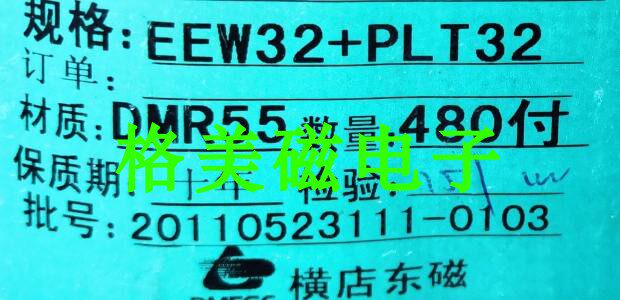 规格: EEW32+PLT32
订单:
材质: DMR55 数量: 480付
格美磁电子
保质期: 十年 检验:
批号: 20110523111-0103
横店东磁